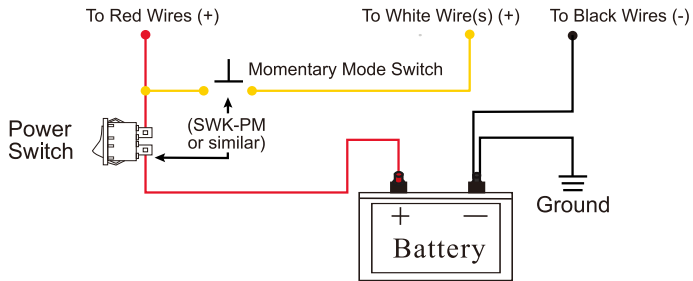 To Red Wires (+)
To White Wire(s) (+)
To Black Wires (-)
Momentary Mode Switch
(SWK-PM
or similar)
Power
Switch
Ground
+ —
Battery